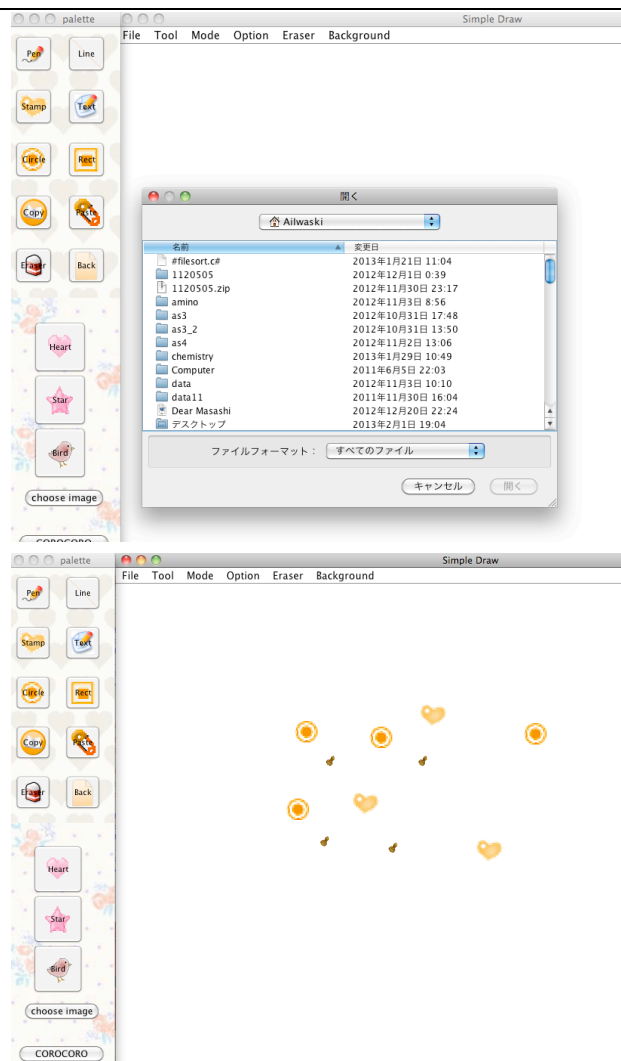 palette
Simple Draw
File Tool Mode Option Eraser Background
Pen Line
Stamp Text
Circle Rect
Copy Paste
Eraser Back
Heart
Star
Bird
choose image
COROCORO
開く
Ailwaski
名前 変更日
#filesort.c# 2013年1月21日 11:04
1120505 2012年12月1日 0:39
1120505.zip 2012年11月30日 23:17
amino 2012年11月3日 8:56
as3 2012年10月31日 17:48
as3_2 2012年10月31日 13:50
as4 2012年11月2日 13:06
chemistry 2013年1月29日 10:49
Computer 2011年6月5日 22:03
data 2012年11月3日 10:10
data11 2011年11月30日 16:04
Dear Masashi 2012年12月20日 22:24
デスクトップ 2013年2月1日 19:04
ファイルフォーマット： すべてのファイル
キャンセル 開く
palette
Simple Draw
File Tool Mode Option Eraser Background
Pen Line
Stamp Text
Circle Rect
Copy Paste
Eraser Back
Heart
Star
Bird
choose image
COROCORO